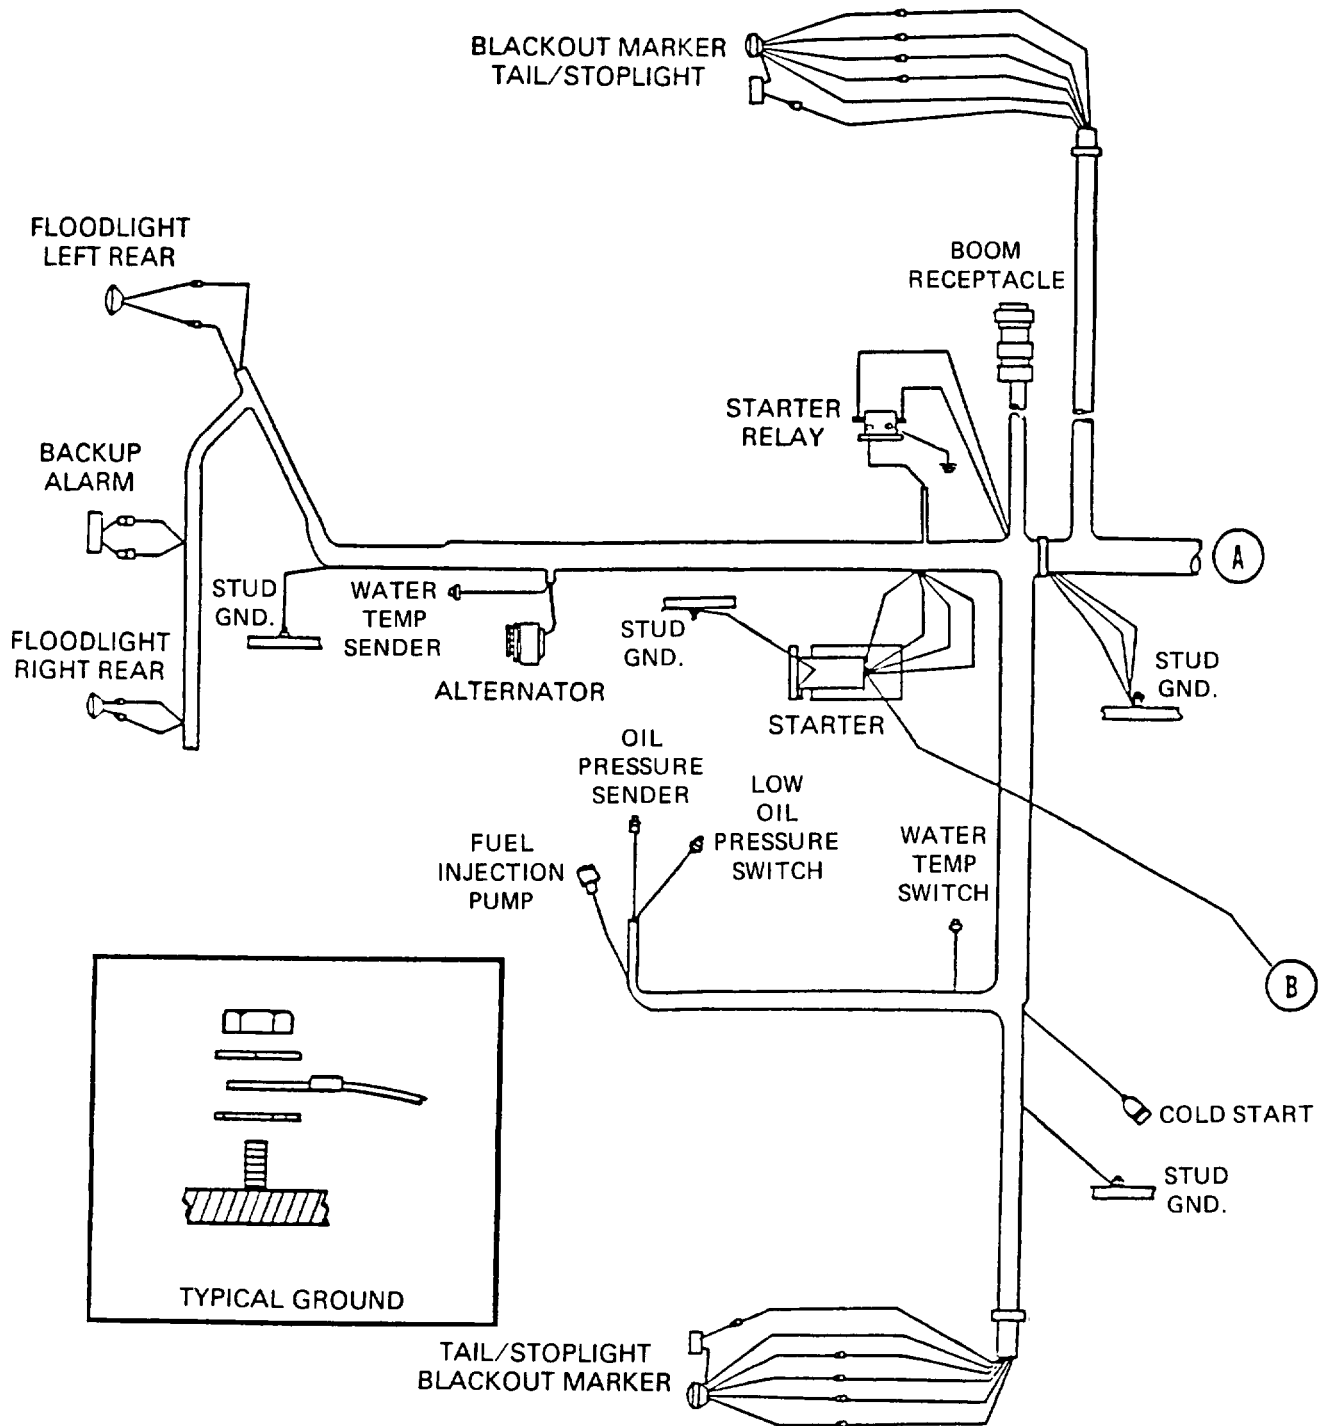 BLACKOUT MARKER
TAIL/STOPLIGHT
FLOODLIGHT
LEFT REAR
BOOM
RECEPTACLE
STARTER
RELAY
BACKUP
ALARM
A
STUD
GND.
WATER
TEMP
SENDER
STUD
GND.
STUD
GND.
FLOODLIGHT
RIGHT REAR
ALTERNATOR
STARTER
OIL
PRESSURE
SENDER
LOW
OIL
PRESSURE
SWITCH
FUEL
INJECTION
PUMP
WATER
TEMP
SWITCH
B
COLD START
STUD
GND.
TYPICAL GROUND
TAIL/STOPLIGHT
BLACKOUT MARKER